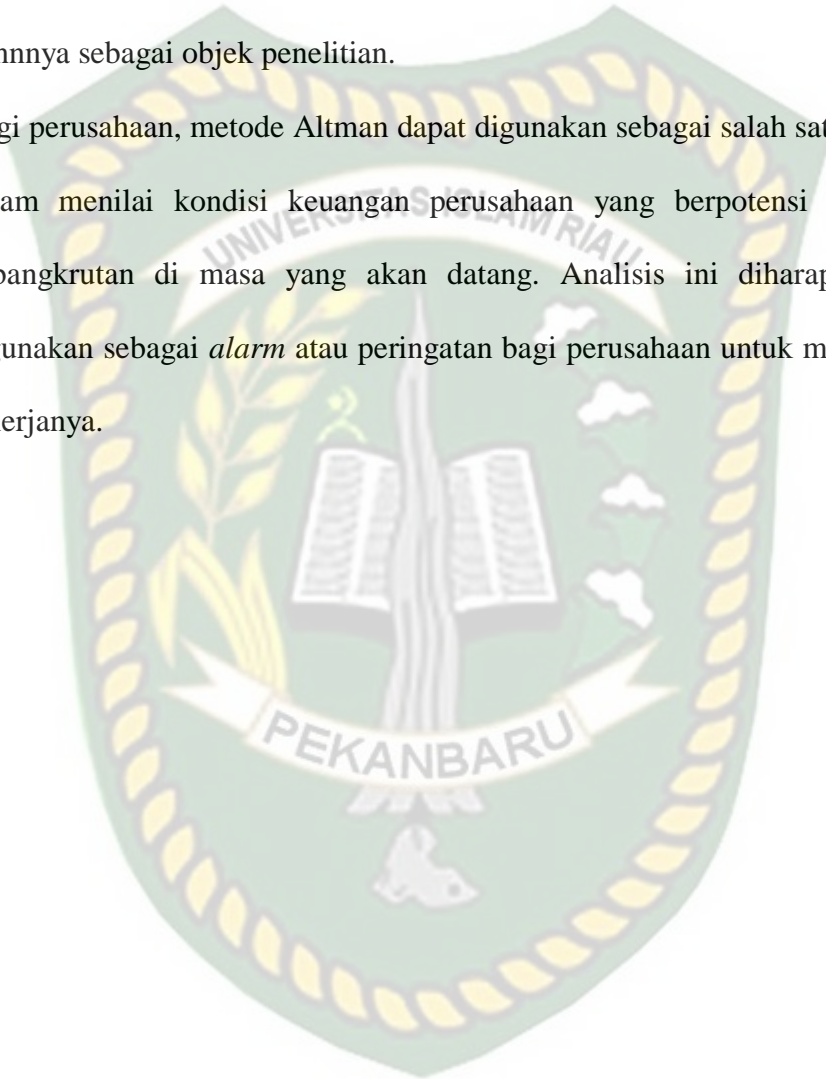 nnnya sebagai objek penelitian.
gi perusahaan, metode Altman dapat digunakan sebagai salah sat
am menilai kondisi keuangan perusahaan yang berpotensi
UNIVERSITAS ISLAM RIAU
bangkrutan di masa yang akan datang. Analisis ini diharap
gunakan sebagai alarm atau peringatan bagi perusahaan untuk m
erjanya.
PEKANBARU